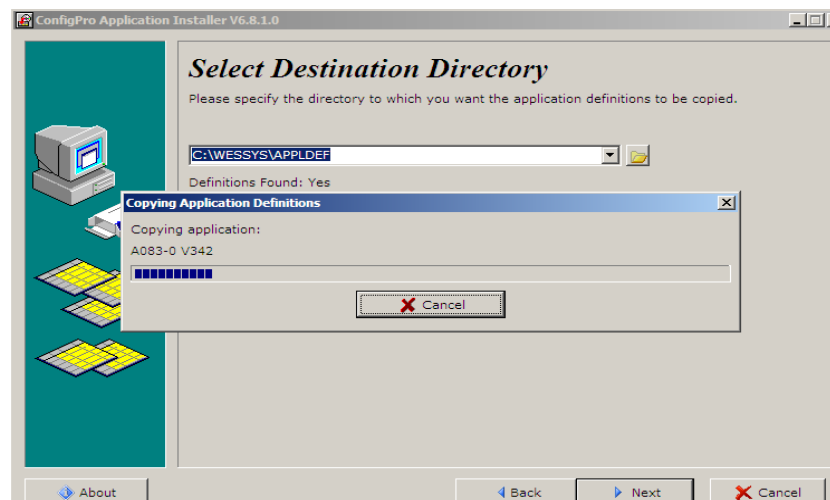 ConfigPro Application Installer V6.8.1.0
Select Destination Directory
Please specify the directory to which you want the application definitions to be copied.
C:\WESSYS\APPLDEF
Definitions Found: Yes
Copying Application Definitions
Copying application:
A083-0 V342
Cancel
About
Back
Next
Cancel